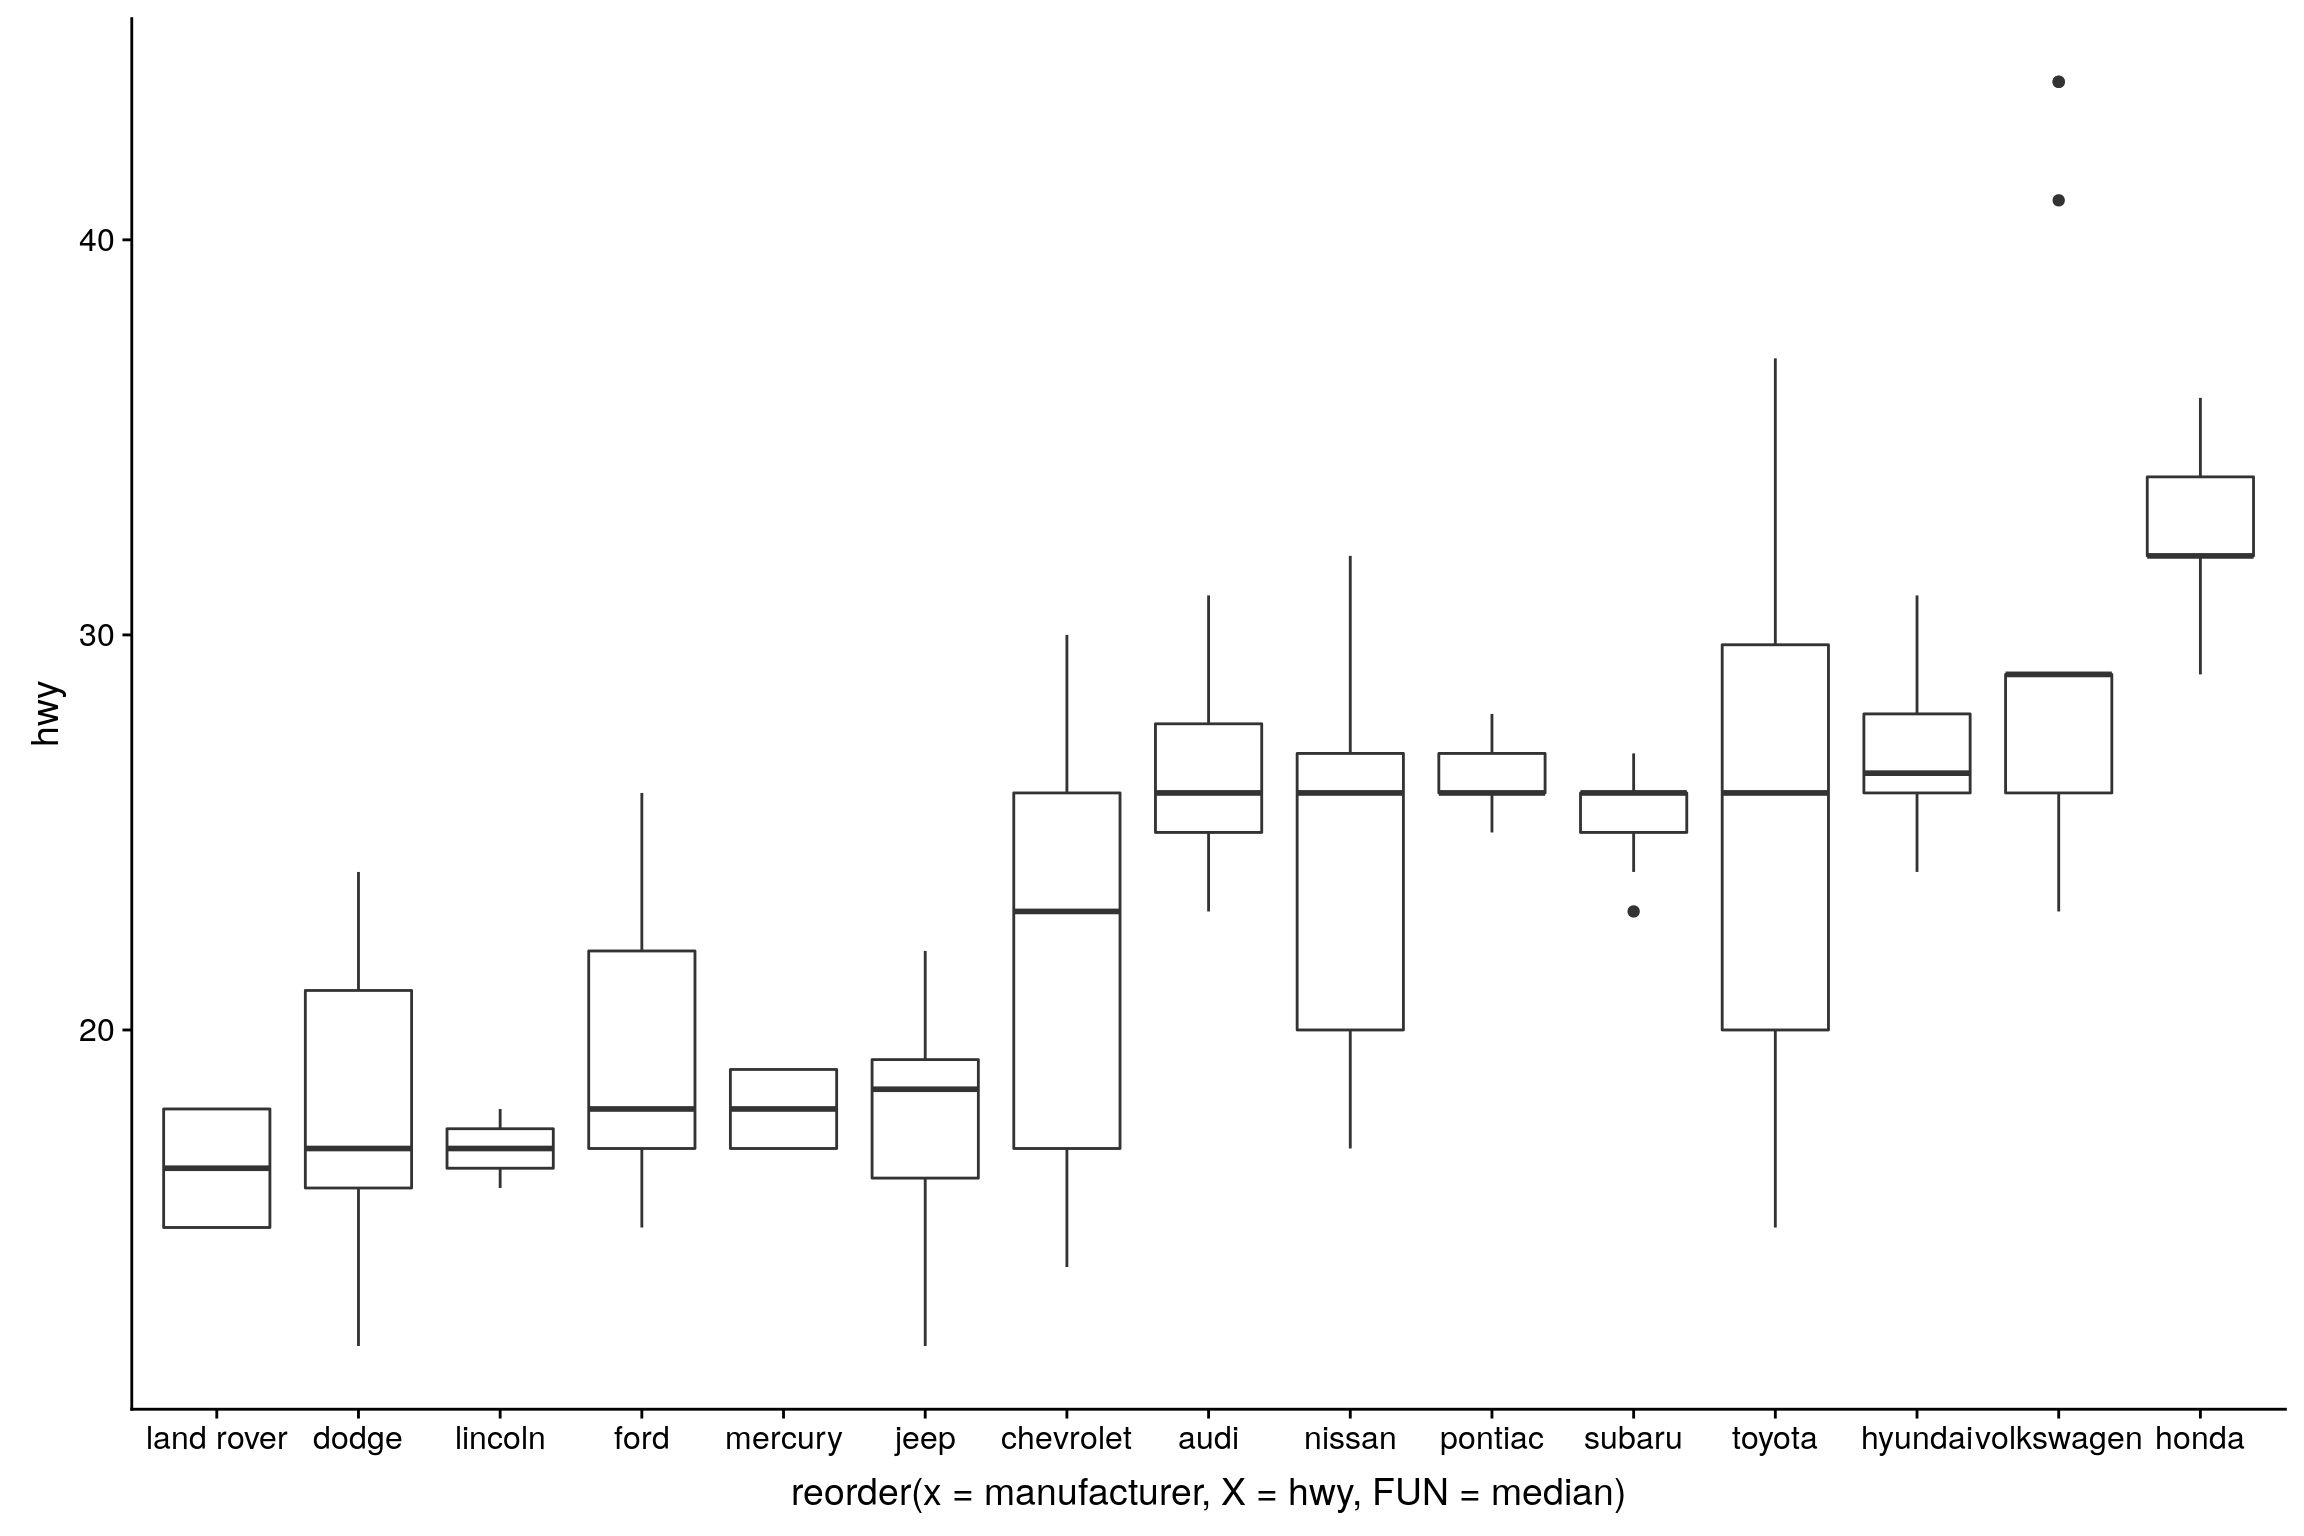 hwy
40
30
20
land rover dodge lincoln ford mercury jeep chevrolet audi nissan pontiac subaru toyota hyundai volkswagen honda
reorder(x = manufacturer, X = hwy, FUN = median)